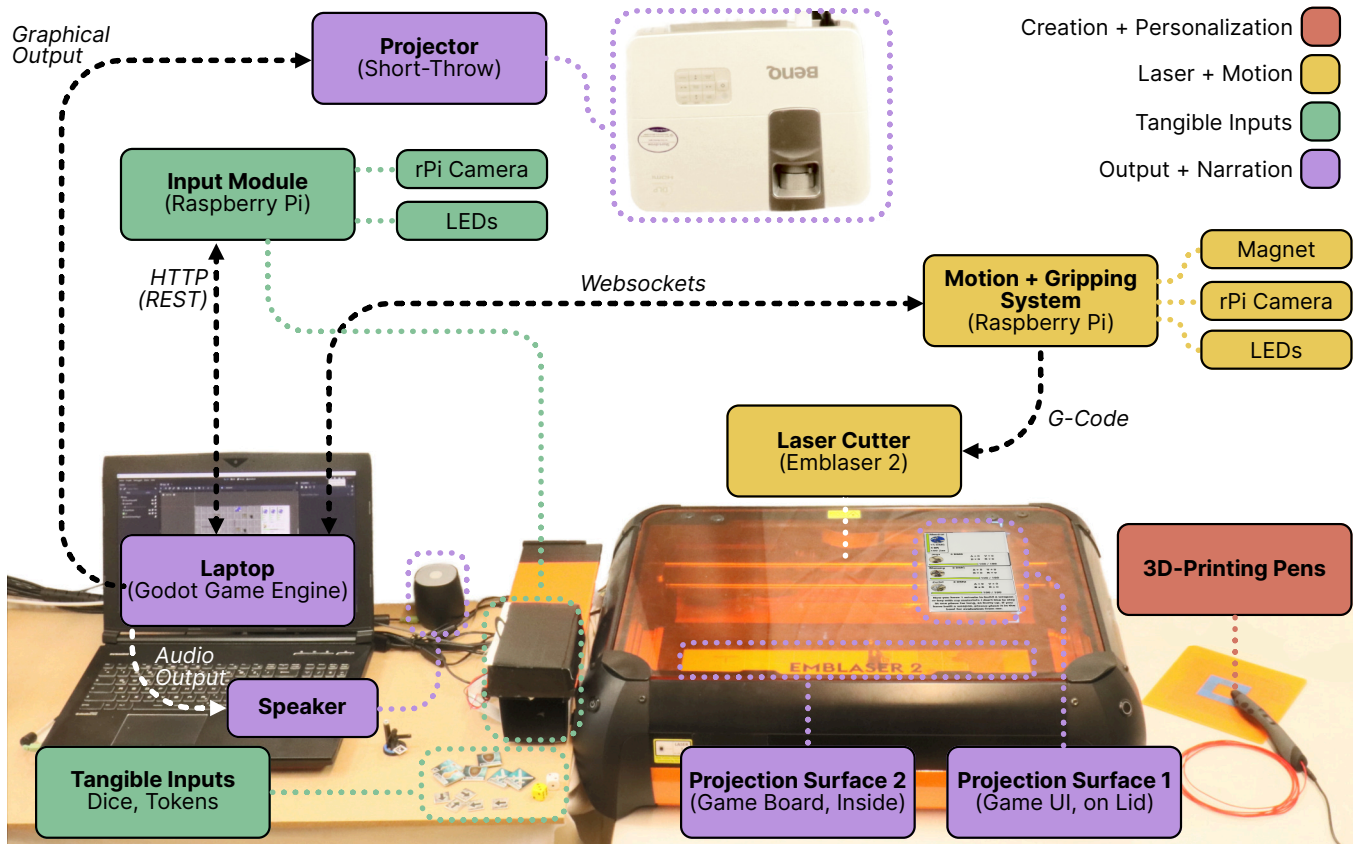 Graphical
Output
Projector
(Short-Throw)
BenQ
Creation + Personalization
Laser + Motion
Tangible Inputs
Output + Narration
Input Module
(Raspberry Pi)
rPi Camera
LEDs
HTTP
(REST)
Websockets
Motion + Gripping
System
(Raspberry Pi)
Magnet
rPi Camera
LEDs
G-Code
Laser Cutter
(Emblaser 2)
Laptop
(Godot Game Engine)
3D-Printing Pens
Audio
Output
EMBLASER 2
Speaker
Tangible Inputs
Dice, Tokens
Projection Surface 2
(Game Board, Inside)
Projection Surface 1
(Game UI, on Lid)